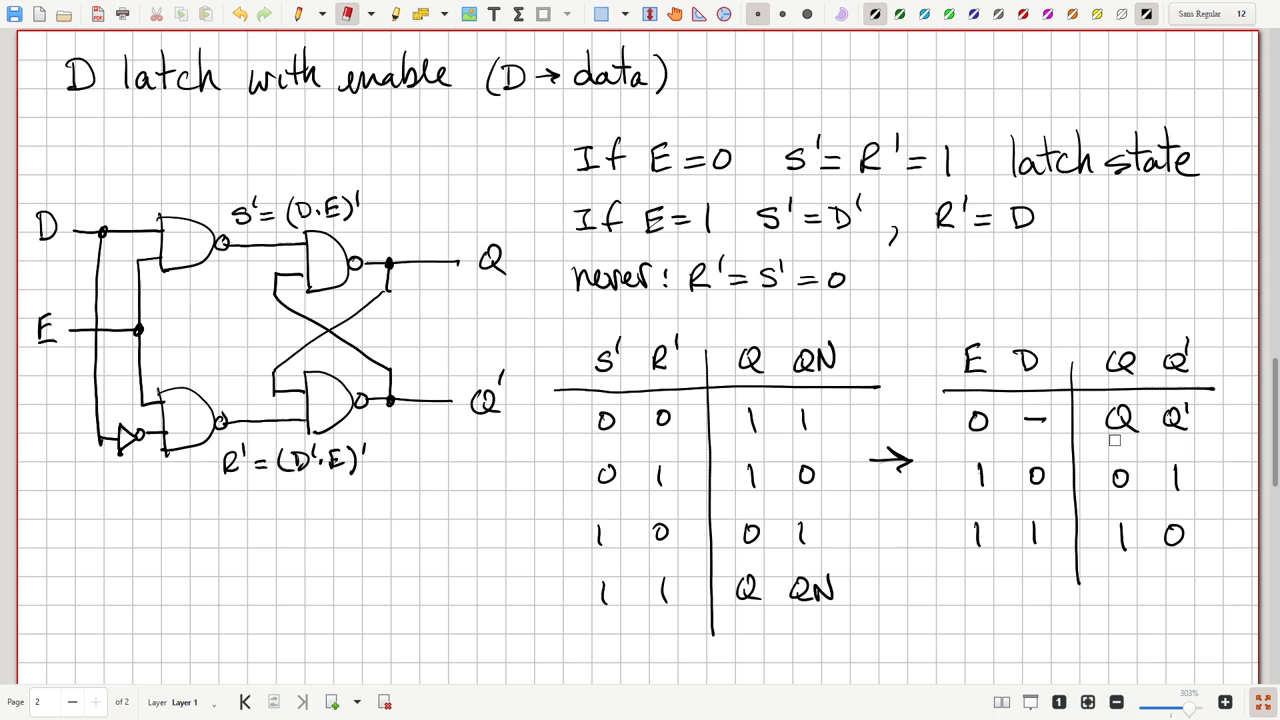 Sans Regular 12
D latch with enable (D → data)
If E = 0 S' = R' = 1 latch state
If E = 1 S' = D' , R' = D
never: R' = S' = 0
S' = (D·E)'
D
Q
E
Q'
R' = (D'·E)'
S' R' Q QN
0 0 1 1
0 1 1 0
1 0 0 1
1 1 Q QN
→
E D Q Q'
0 – Q Q'
1 0 0 1
1 1 1 0
Page 2 of 2 Layer Layer 1 303%